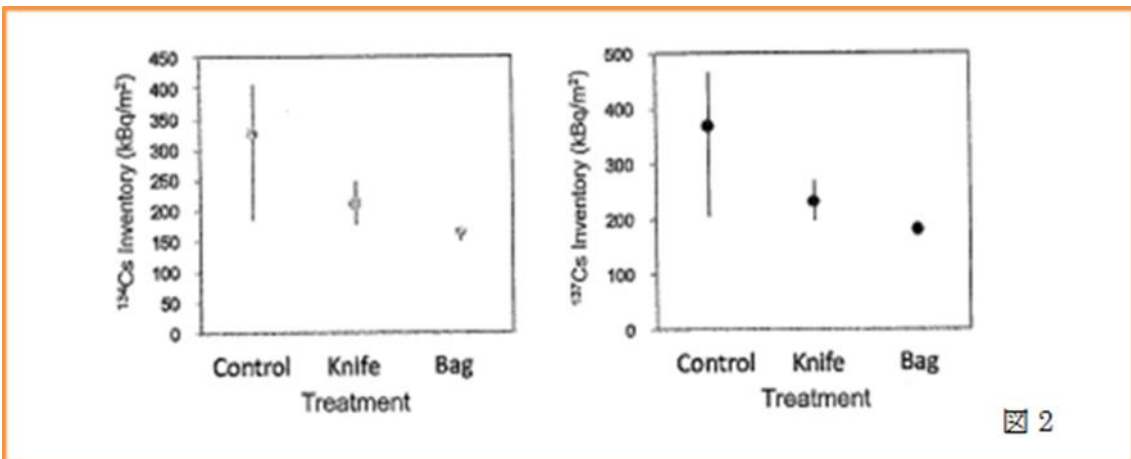 450
400
350
300
250
200
150
100
50
0
¹³⁴Cs Inventory (kBq/m²)
Control Knife Bag
Treatment
500
400
300
200
100
0
¹³⁷Cs Inventory (kBq/m²)
Control Knife Bag
Treatment
図 2